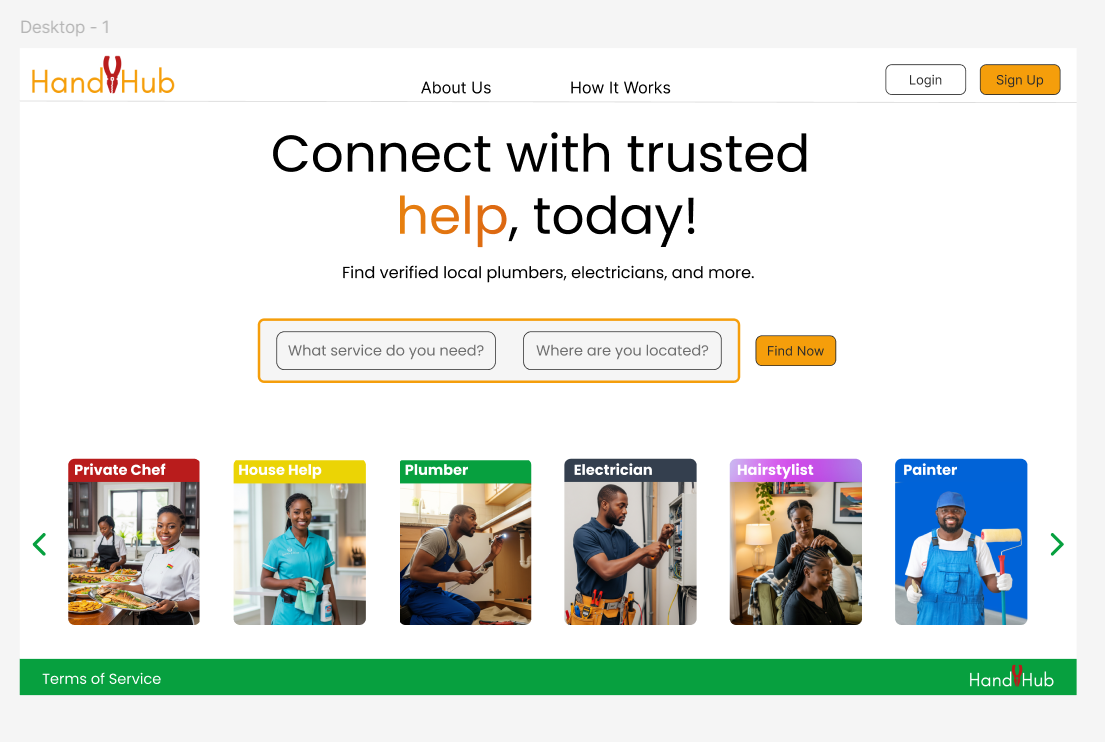 Desktop - 1
HandyHub
About Us
How It Works
Login
Sign Up
Connect with trusted
help, today!
Find verified local plumbers, electricians, and more.
What service do you need?
Where are you located?
Find Now
Private Chef
House Help
Plumber
Electrician
Hairstylist
Painter
Terms of Service
HandyHub